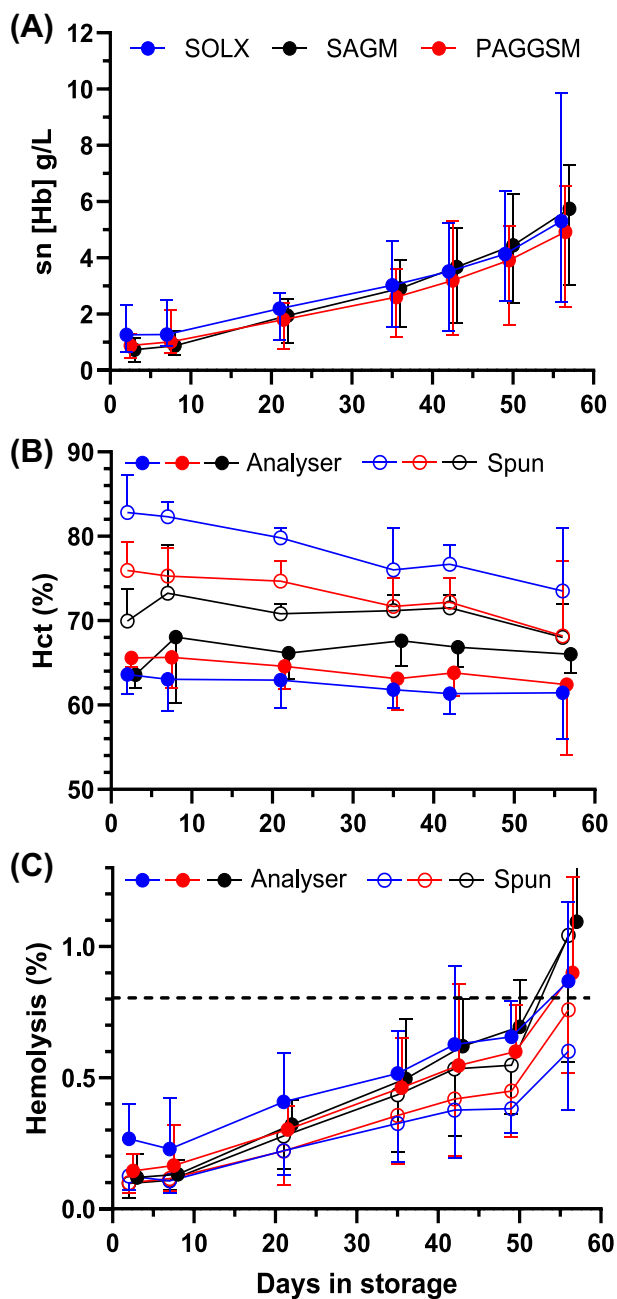 (A)
SOLX SAGM PAGGSM
12
10
8
6
4
2
0
sn [Hb] g/L
0 10 20 30 40 50 60
(B)
Analyser Spun
90
80
70
60
50
Hct (%)
0 10 20 30 40 50 60
(C)
Analyser Spun
1.0
0.5
0.0
Hemolysis (%)
0 10 20 30 40 50 60
Days in storage